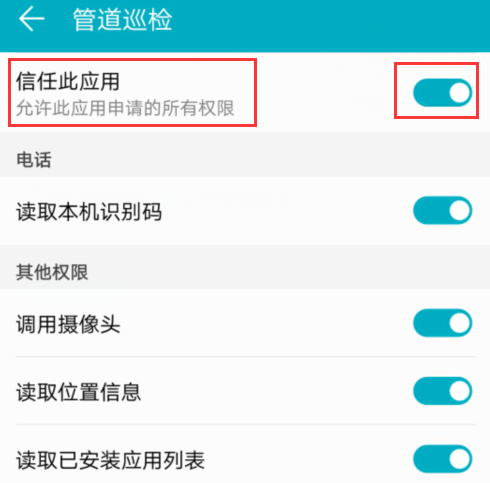 管道巡检
信任此应用
允许此应用申请的所有权限
电话
读取本机识别码
其他权限
调用摄像头
读取位置信息
读取已安装应用列表